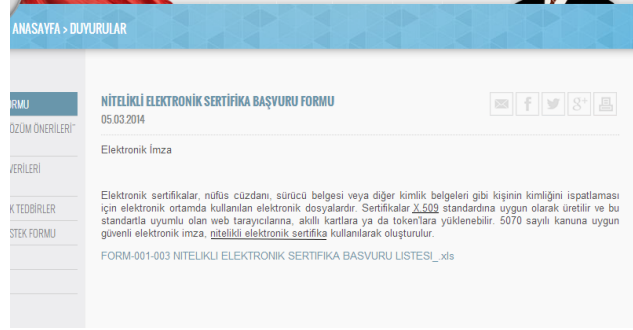 ANASAYFA > DUYURULAR
NİTELİKLİ ELEKTRONİK SERTİFİKA BAŞVURU FORMU
05.03.2014
RMU
ÖZÜM ÖNERİLERİ"
VERİLERİ
K TEDBİRLER
STEK FORMU
Elektronik İmza
Elektronik sertifikalar, nüfüs cüzdanı, sürücü belgesi veya diğer kimlik belgeleri gibi kişinin kimliğini ispatlaması
için elektronik ortamda kullanılan elektronik dosyalardır. Sertifikalar X.509 standardına uygun olarak üretilir ve bu
standartla uyumlu olan web tarayıcılarına, akıllı kartlara ya da token'lara yüklenebilir. 5070 sayılı kanuna uygun
güvenli elektronik imza, nitelikli elektronik sertifika kullanılarak oluşturulur.
FORM-001-003 NITELIKLI ELEKTRONIK SERTIFIKA BASVURU LISTESI_.xls